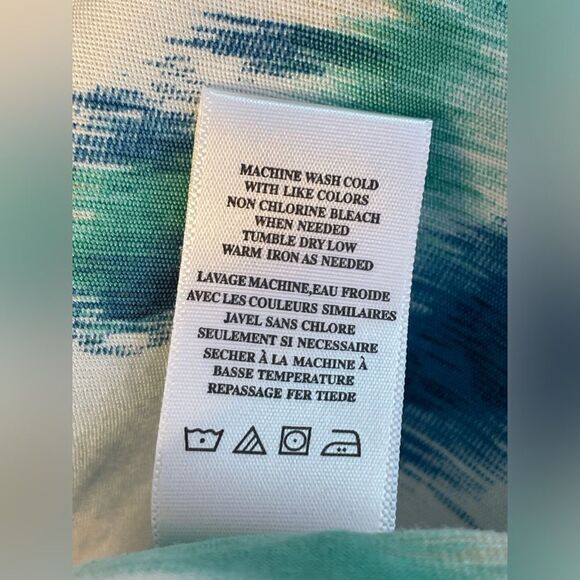 MACHINE WASH COLD
WITH LIKE COLORS
NON CHLORINE BLEACH
WHEN NEEDED
TUMBLE DRY LOW
WARM IRON AS NEEDED
LAVAGE MACHINE,EAU FROIDE
AVEC LES COULEURS SIMILAIRES
JAVEL SANS CHLORE
SEULEMENT SI NECESSAIRE
SECHER À LA MACHINE À
BASSE TEMPERATURE
REPASSAGE FER TIEDE